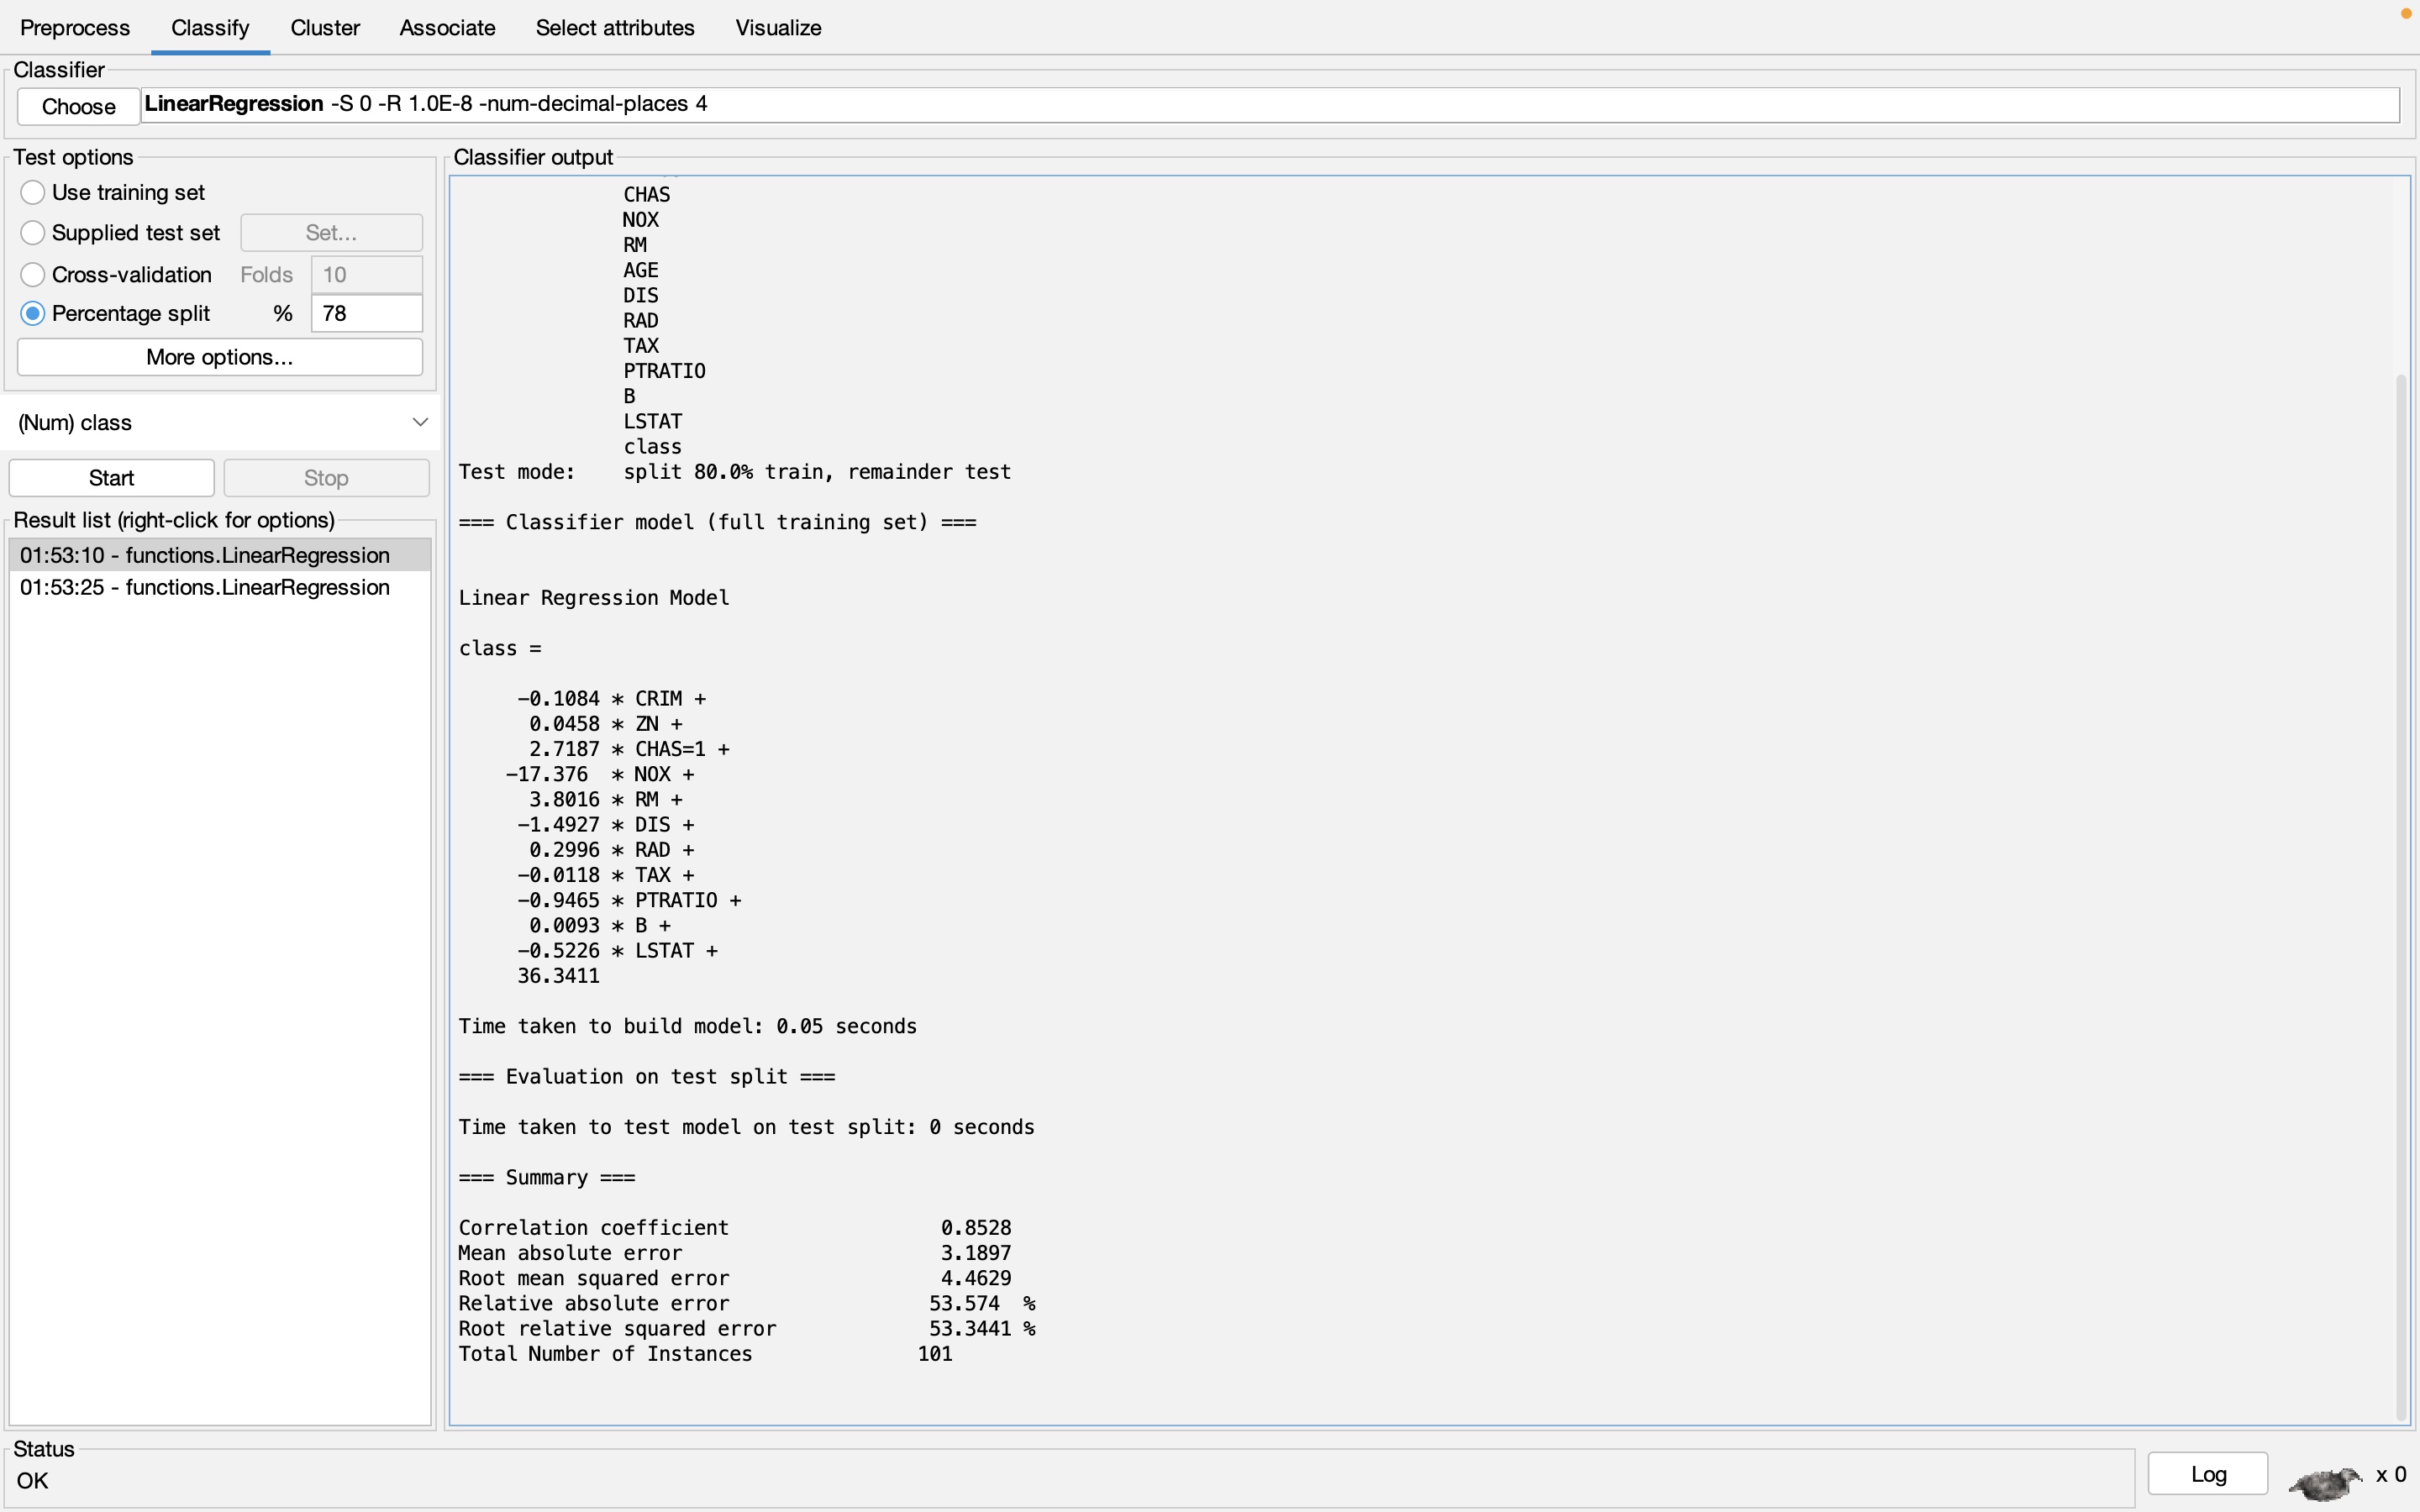 Preprocess Classify Cluster Associate Select attributes Visualize
Classifier
Choose LinearRegression -S 0 -R 1.0E-8 -num-decimal-places 4
Test options
Use training set
Supplied test set Set...
Cross-validation Folds 10
Percentage split % 78
More options...
(Num) class
Start Stop
Result list (right-click for options)
01:53:10 - functions.LinearRegression
01:53:25 - functions.LinearRegression
Classifier output
CHAS
NOX
RM
AGE
DIS
RAD
TAX
PTRATIO
B
LSTAT
class
Test mode: split 80.0% train, remainder test
=== Classifier model (full training set) ===
Linear Regression Model
class =
-0.1084 * CRIM +
0.0458 * ZN +
2.7187 * CHAS=1 +
-17.376 * NOX +
3.8016 * RM +
-1.4927 * DIS +
0.2996 * RAD +
-0.0118 * TAX +
-0.9465 * PTRATIO +
0.0093 * B +
-0.5226 * LSTAT +
36.3411
Time taken to build model: 0.05 seconds
=== Evaluation on test split ===
Time taken to test model on test split: 0 seconds
=== Summary ===
Correlation coefficient 0.8528
Mean absolute error 3.1897
Root mean squared error 4.4629
Relative absolute error 53.574 %
Root relative squared error 53.3441 %
Total Number of Instances 101
Status
OK
Log x 0